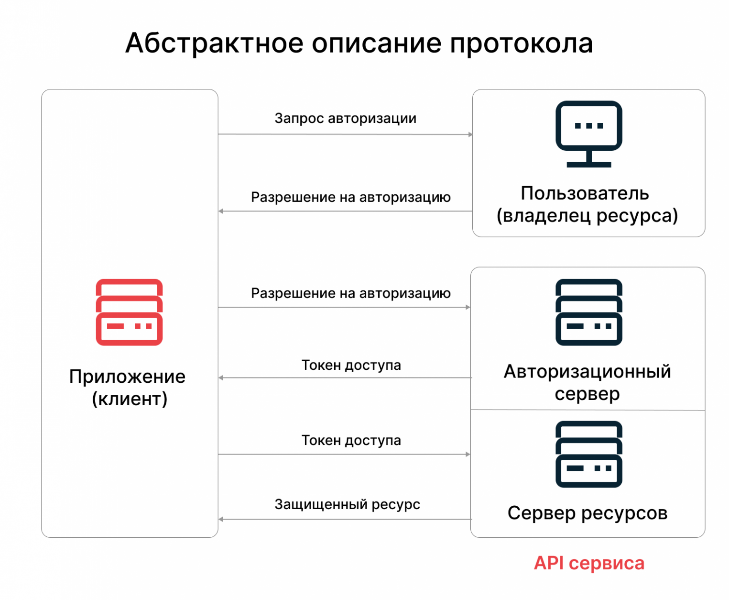 Абстрактное описание протокола
Запрос авторизации
Разрешение на авторизацию
Пользователь
(владелец ресурса)
Разрешение на авторизацию
Токен доступа
Приложение
(клиент)
Авторизационный
сервер
Токен доступа
Защищенный ресурс
Сервер ресурсов
API сервиса